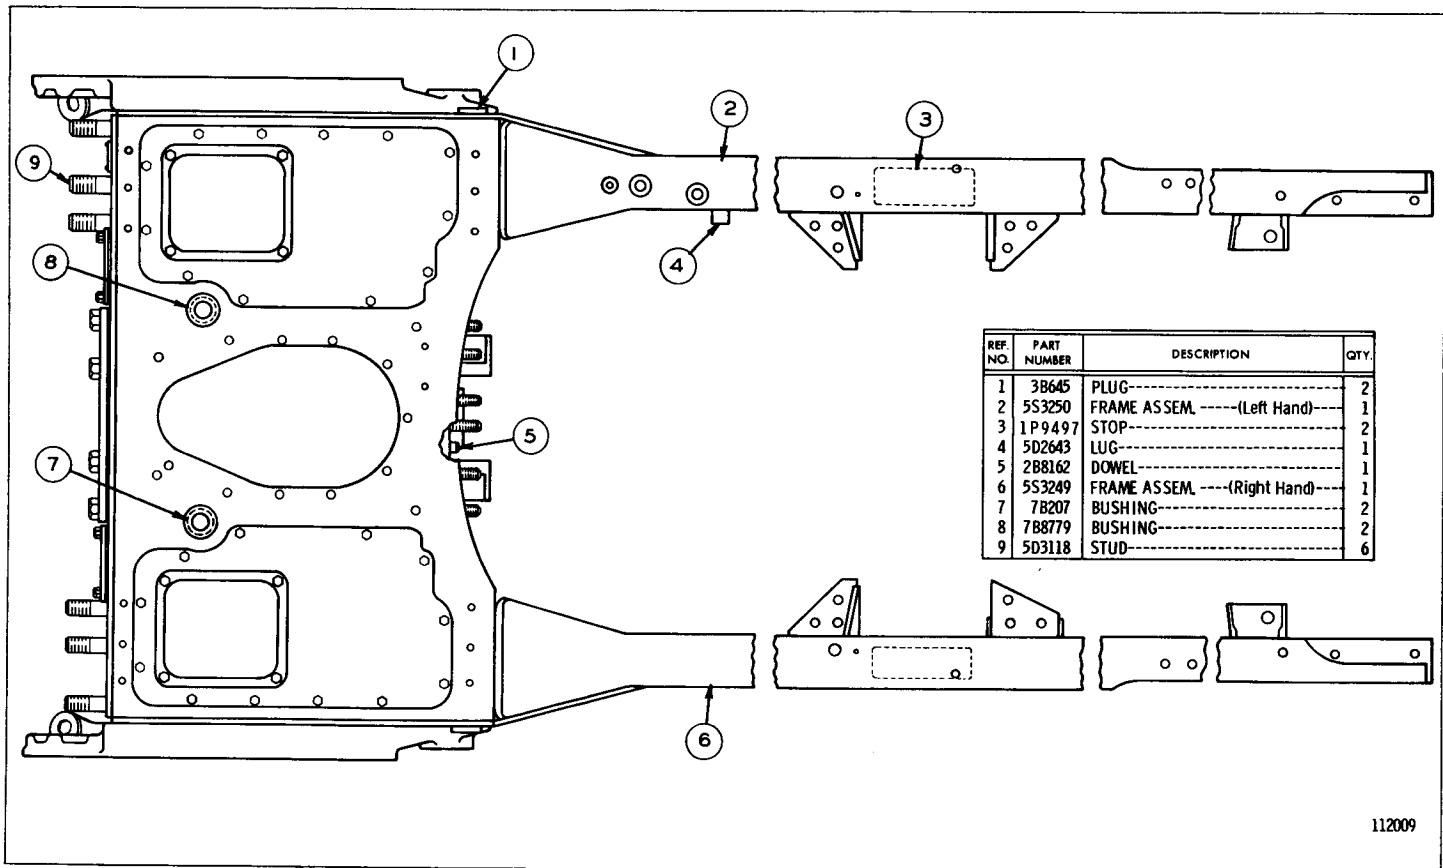 1
2
3
9
8
4
5
7
6
REF. NO. PART NUMBER DESCRIPTION QTY.
1 3B645 PLUG 2
2 5S3250 FRAME ASSEM. -----(Left Hand)---- 1
3 1P9497 STOP 2
4 5D2643 LUG 1
5 2B8162 DOWEL 1
6 5S3249 FRAME ASSEM. ----(Right Hand)---- 1
7 7B207 BUSHING 2
8 7B8779 BUSHING 2
9 5D3118 STUD 6
112009